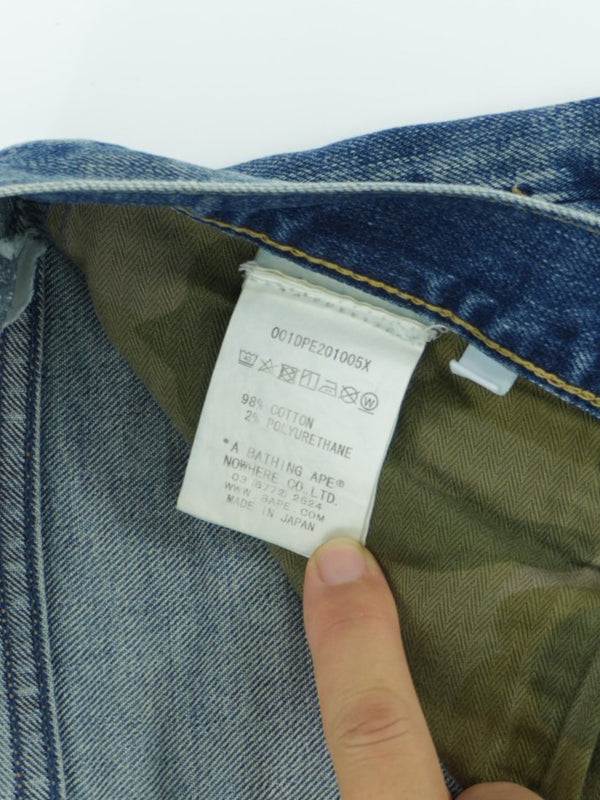 001DPE201005X
98% COTTON
2% POLYURETHANE
*A BATHING APE®
NOWHERE CO.,LTD.
03 (5772) 2524
WWW.BAPE.COM
MADE IN JAPAN